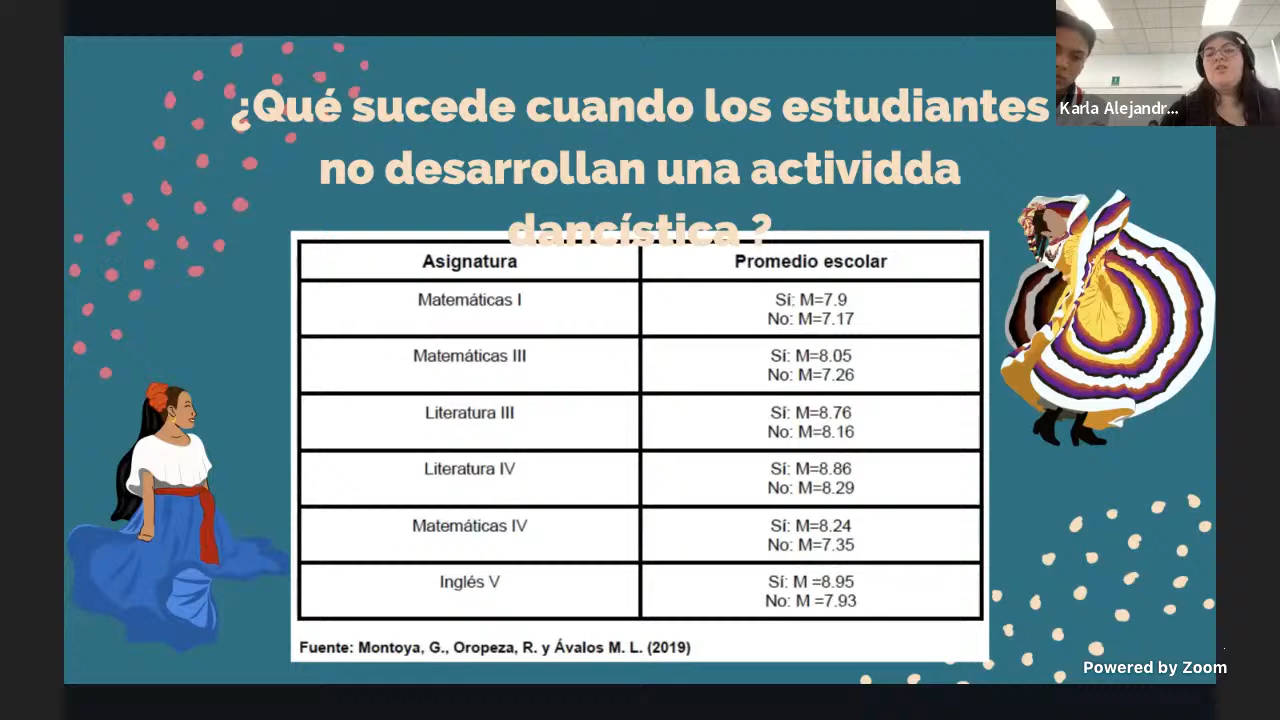 ¿Qué sucede cuando los estudiantes
no desarrollan una actividda
dancística ?
Karla Alejandr...
Asignatura Promedio escolar
Matemáticas I Sí: M=7.9
No: M=7.17
Matemáticas III Sí: M=8.05
No: M=7.26
Literatura III Sí: M=8.76
No: M=8.16
Literatura IV Sí: M=8.86
No: M=8.29
Matemáticas IV Sí: M=8.24
No: M=7.35
Inglés V Sí: M =8.95
No: M =7.93
Fuente: Montoya, G., Oropeza, R. y Ávalos M. L. (2019)
Powered by Zoom